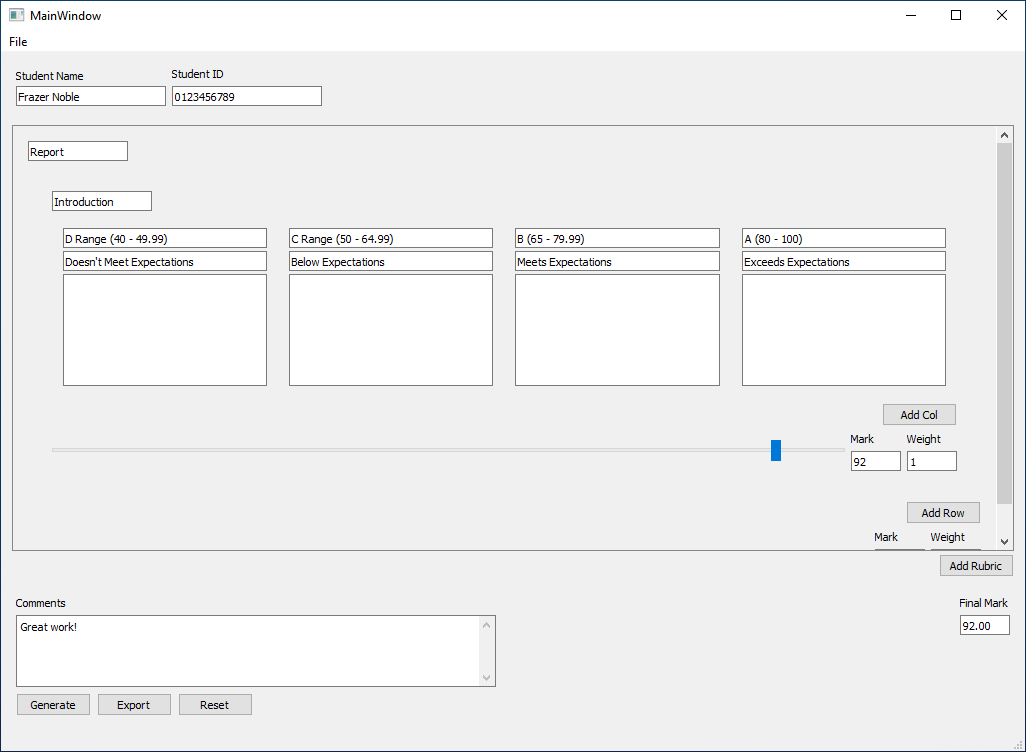 MainWindow
File
Student Name
Student ID
Frazer Noble
0123456789
Report
Introduction
D Range (40 - 49.99)
C Range (50 - 64.99)
B (65 - 79.99)
A (80 - 100)
Doesn't Meet Expectations
Below Expectations
Meets Expectations
Exceeds Expectations
Add Col
Mark
Weight
92
1
Add Row
Mark
Weight
Add Rubric
Comments
Final Mark
Great work!
92.00
Generate
Export
Reset